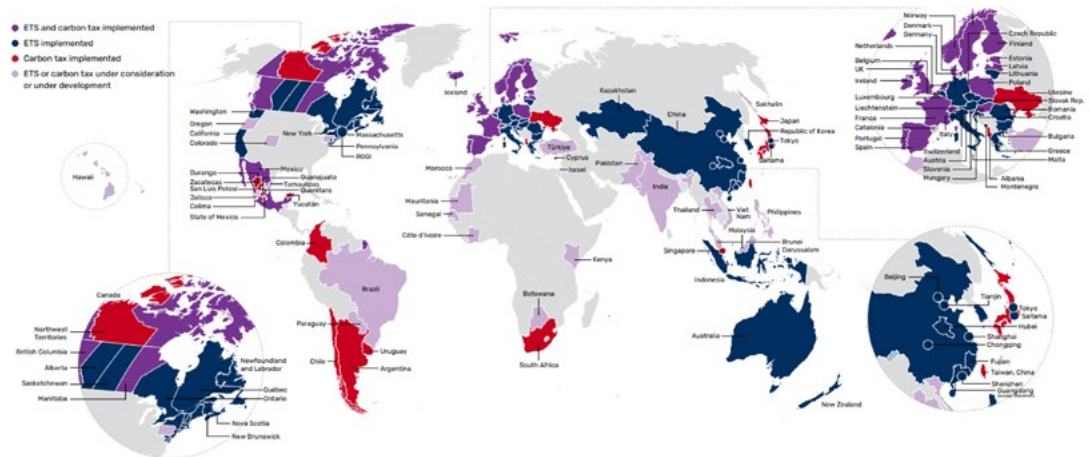 ETS and carbon tax implemented
ETS implemented
Carbon tax implemented
ETS or carbon tax under consideration
or under development
Washington
Oregon
California
Colorado
New York
Massachusetts
Pennsylvania
RGGI
Hawaii
Durango
Zacatecas
San Luis Potosí
Jalisco
Colima
State of Mexico
Mexico
Guanajuato
Tamaulipas
Querétaro
Yucatán
Colombia
Brazil
Paraguay
Chile
Uruguay
Argentina
Iceland
Morocco
Mauritania
Senegal
Côte d'Ivoire
Kenya
Botswana
South Africa
Türkiye
Cyprus
Israel
Kazakhstan
China
Pakistan
India
Thailand
Viet
Nam
Malaysia
Philippines
Brunei
Darussalam
Singapore
Indonesia
Australia
New Zealand
Sakhalin
Japan
Republic of Korea
Tokyo
Saitama
Norway
Denmark
Germany
Netherlands
Belgium
UK
Ireland
Luxembourg
Liechtenstein
France
Catalonia
Portugal
Spain
Italy
Switzerland
Austria
Slovenia
Hungary
Czech Republic
Finland
Estonia
Latvia
Lithuania
Poland
Ukraine
Slovak Rep.
Romania
Croatia
Bulgaria
Greece
Malta
Albania
Montenegro
Canada
Northwest
Territories
British Columbia
Alberta
Saskatchewan
Manitoba
Newfoundland
and Labrador
Québec
Ontario
Nova Scotia
New Brunswick
Beijing
Tianjin
Tokyo
Saitama
Hubei
Shanghai
Chongqing
Fujian
Taiwan, China
Shenzhen
Guangdong